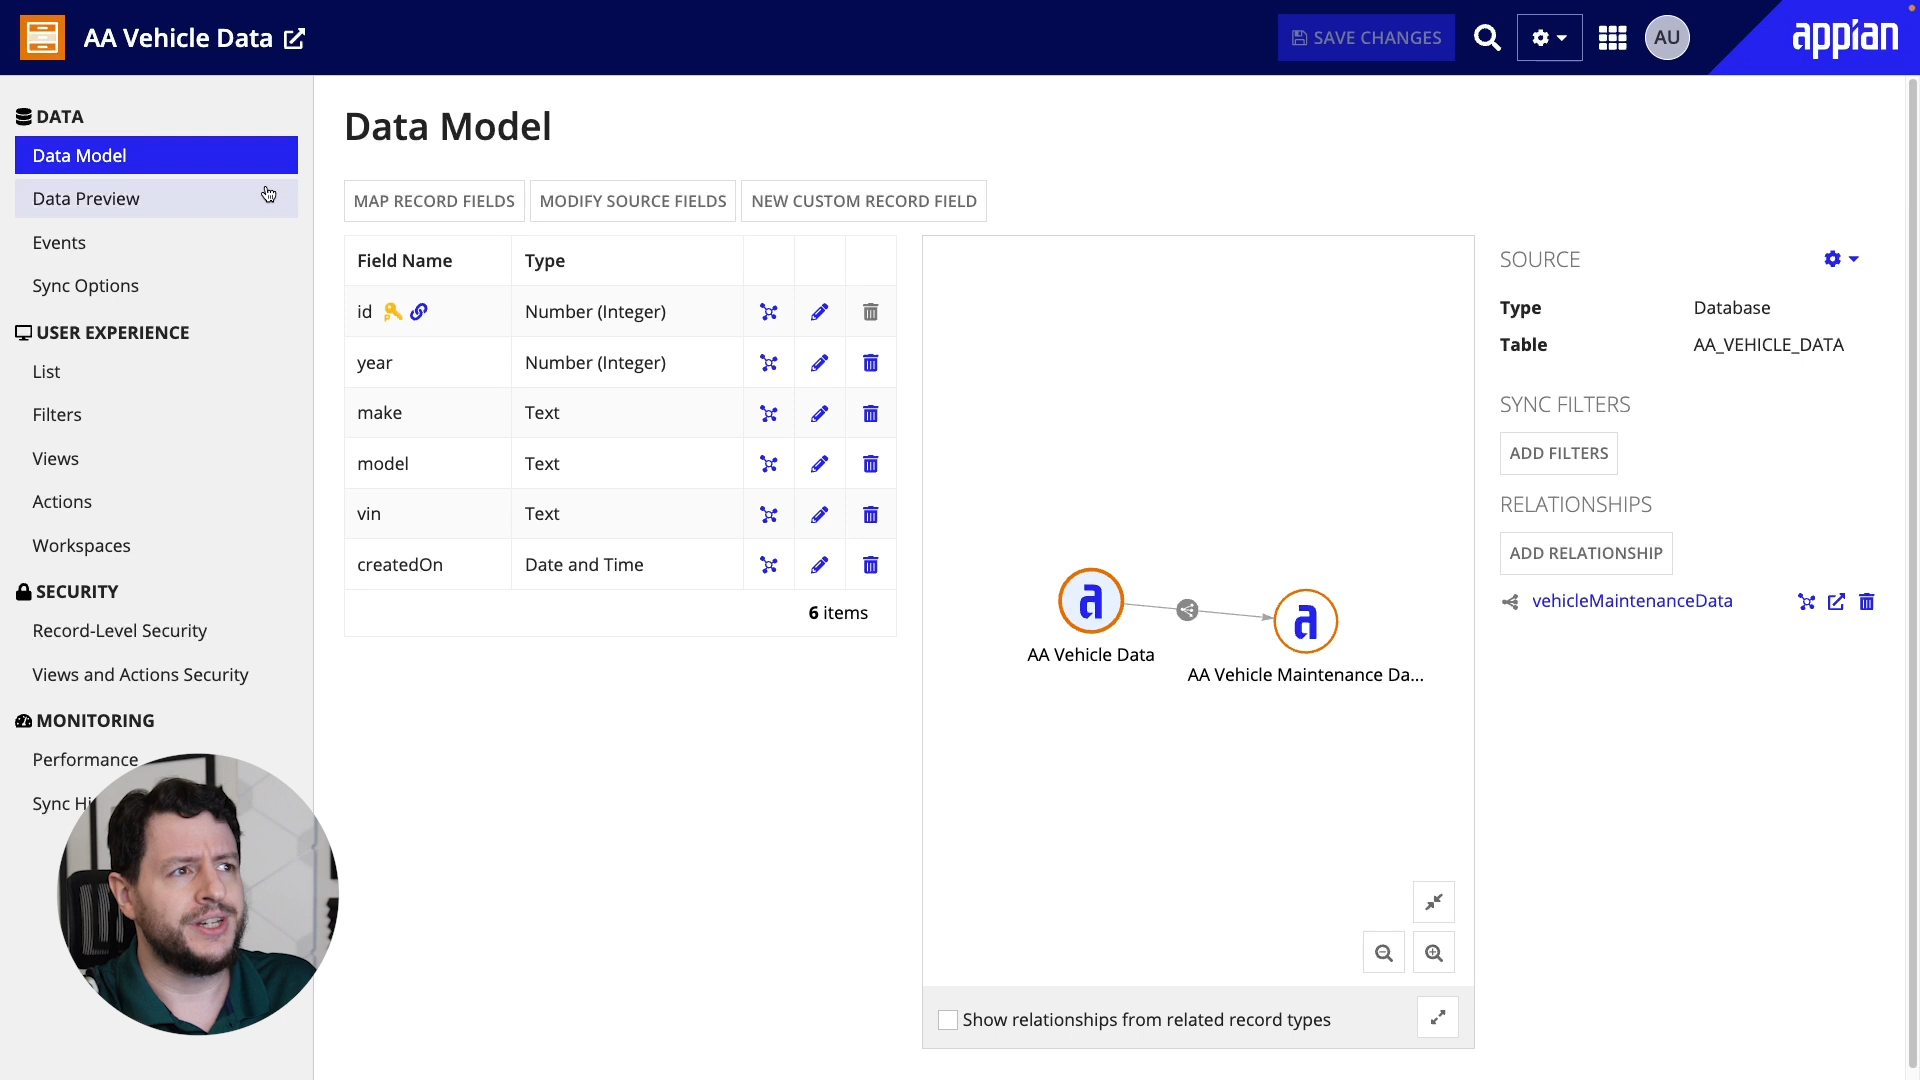 AA Vehicle Data
SAVE CHANGES
AU
appian
DATA
Data Model
Data Preview
Events
Sync Options
USER EXPERIENCE
List
Filters
Views
Actions
Workspaces
SECURITY
Record-Level Security
Views and Actions Security
MONITORING
Performance
Sync Hi
Data Model
MAP RECORD FIELDS
MODIFY SOURCE FIELDS
NEW CUSTOM RECORD FIELD
Field Name Type
id Number (Integer)
year Number (Integer)
make Text
model Text
vin Text
createdOn Date and Time
6 items
a
AA Vehicle Data
a
AA Vehicle Maintenance Da...
Show relationships from related record types
SOURCE
Type Database
Table AA_VEHICLE_DATA
SYNC FILTERS
ADD FILTERS
RELATIONSHIPS
ADD RELATIONSHIP
vehicleMaintenanceData